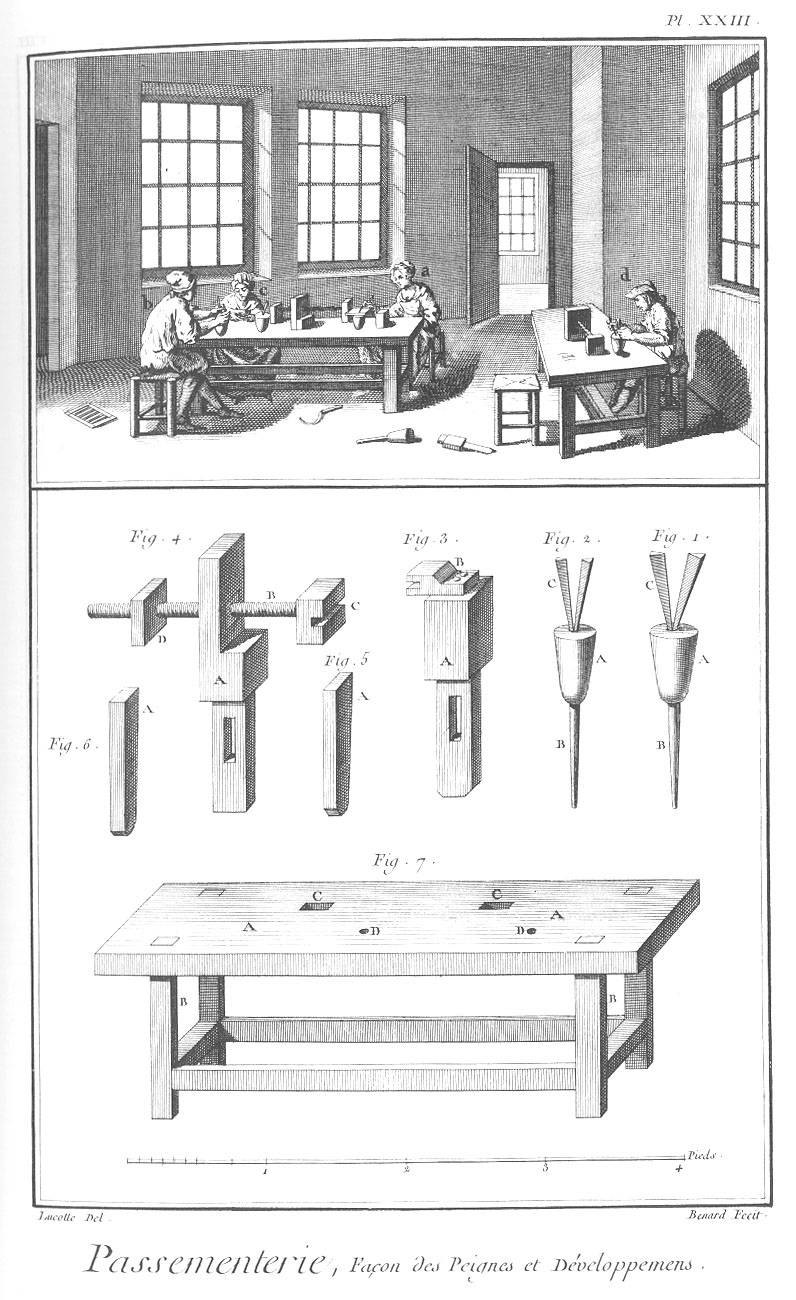 Pl. XXIII.
b
c
a
d
Fig. 4.
Fig. 3.
Fig. 2.
Fig. 1.
B
C
D
A
B
A
C
A
B
C
A
B
Fig. 5
A
Fig. 6.
A
Fig. 7.
C
C
A
A
D
D
B
B
1
2
3
4
Pieds.
Lucotte Del.
Benard Fecit.
Passementerie, Façon des Peignes et Développemens.